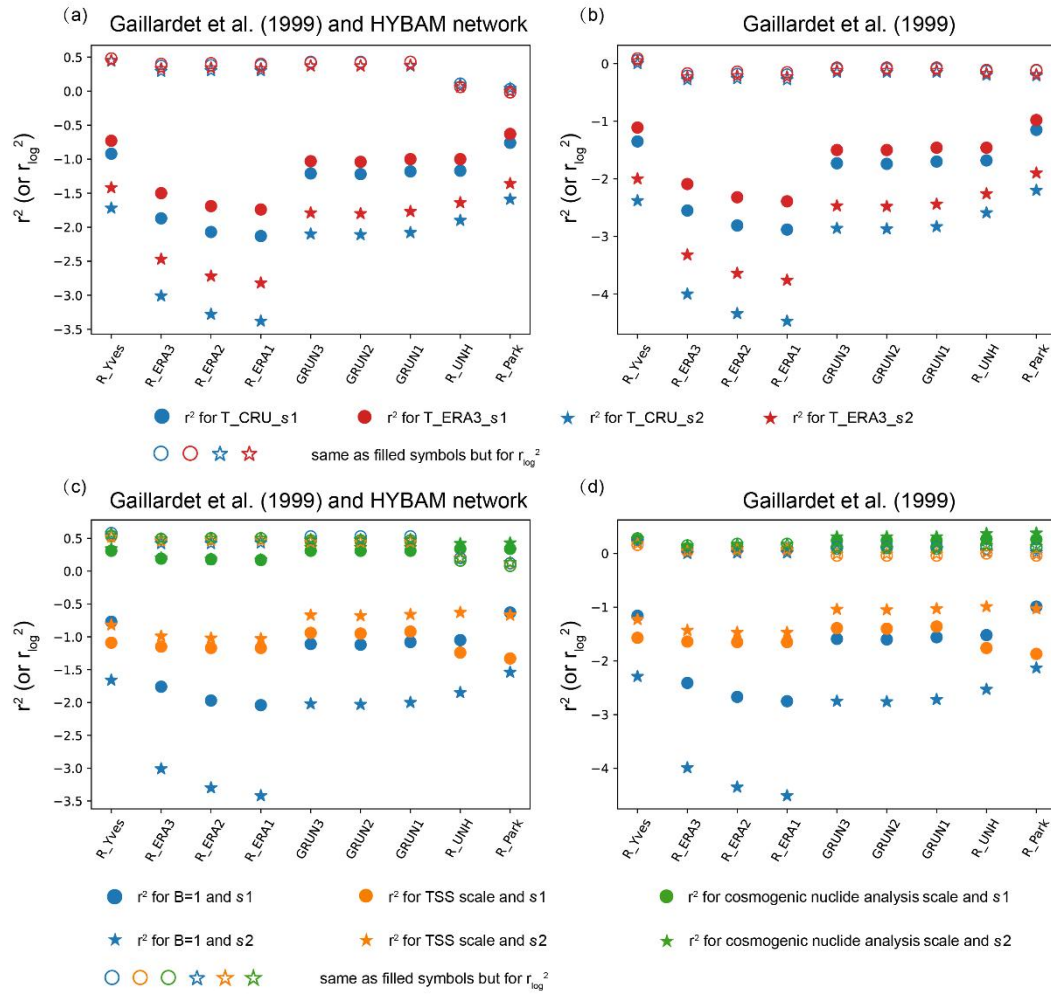 (a)
Gaillardet et al. (1999) and HYBAM network
r² (or r_log²)
0.5
0.0
−0.5
−1.0
−1.5
−2.0
−2.5
−3.0
−3.5
R_Yves
R_ERA3
R_ERA2
R_ERA1
GRUN3
GRUN2
GRUN1
R_UNH
R_Park
(b)
Gaillardet et al. (1999)
r² (or r_log²)
0
−1
−2
−3
−4
R_Yves
R_ERA3
R_ERA2
R_ERA1
GRUN3
GRUN2
GRUN1
R_UNH
R_Park
r² for T_CRU_s1 r² for T_ERA3_s1 r² for T_CRU_s2 r² for T_ERA3_s2
same as filled symbols but for r_log²
(c)
Gaillardet et al. (1999) and HYBAM network
r² (or r_log²)
0.5
0.0
−0.5
−1.0
−1.5
−2.0
−2.5
−3.0
−3.5
R_Yves
R_ERA3
R_ERA2
R_ERA1
GRUN3
GRUN2
GRUN1
R_UNH
R_Park
(d)
Gaillardet et al. (1999)
r² (or r_log²)
0
−1
−2
−3
−4
R_Yves
R_ERA3
R_ERA2
R_ERA1
GRUN3
GRUN2
GRUN1
R_UNH
R_Park
r² for B=1 and s1 r² for TSS scale and s1 r² for cosmogenic nuclide analysis scale and s1
r² for B=1 and s2 r² for TSS scale and s2 r² for cosmogenic nuclide analysis scale and s2
same as filled symbols but for r_log²